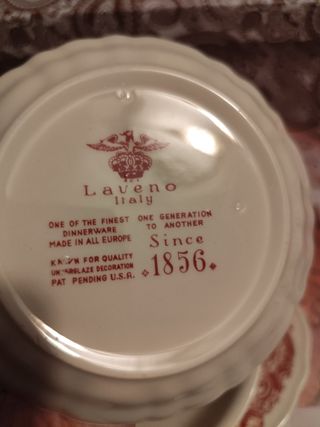 Laveno
Italy
ONE OF THE FINEST
DINNERWARE
MADE IN ALL EUROPE
KNOWN FOR QUALITY
UNDERGLAZE DECORATION
PAT PENDING U.S.A.
ONE GENERATION
TO ANOTHER
Since
1856